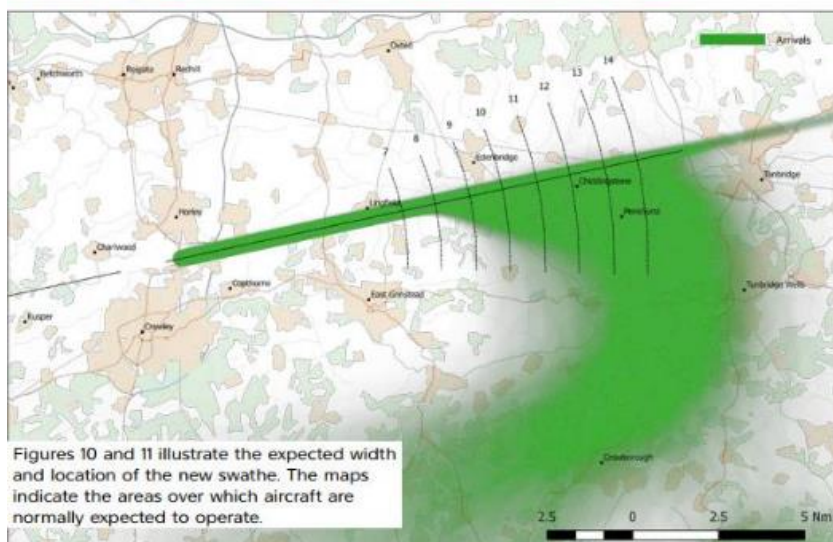 Oxted
Arrivals
Betchworth
Reigate
Redhill
14
13
12
11
10
9
8
7
Edenbridge
Chiddingstone
Tonbridge
Lingfield
Penshurst
Horley
Charlwood
Copthorne
East Grinstead
Tunbridge Wells
Rusper
Crawley
Crowborough
Figures 10 and 11 illustrate the expected width
and location of the new swathe. The maps
indicate the areas over which aircraft are
normally expected to operate.
2.5 0 2.5 5 Nm